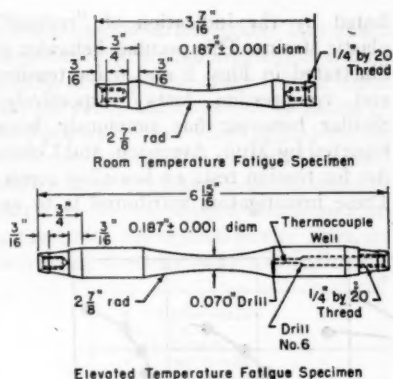 3 7/16"
3/16"
3/4"
3/16"
0.187"± 0.001 diam
1/4" by 20
Thread
2 7/8" rad
Room Temperature Fatigue Specimen
6 15/16"
3/16"
3/4"
3/16"
0.187"± 0.001 diam
Thermocouple
Well
2 7/8" rad
0.070" Drill
1/4" by 20
Thread
Drill
No. 6
Elevated Temperature Fatigue Specimen